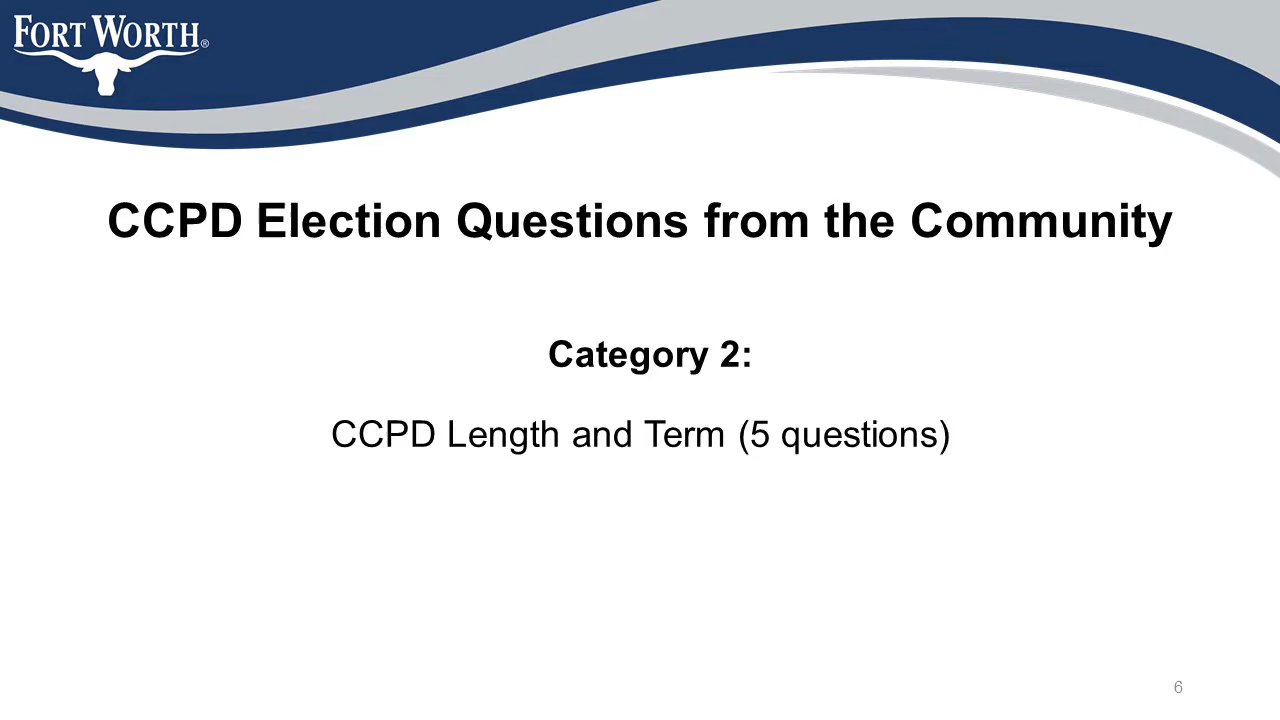 FORT WORTH®
CCPD Election Questions from the Community
Category 2:
CCPD Length and Term (5 questions)
6